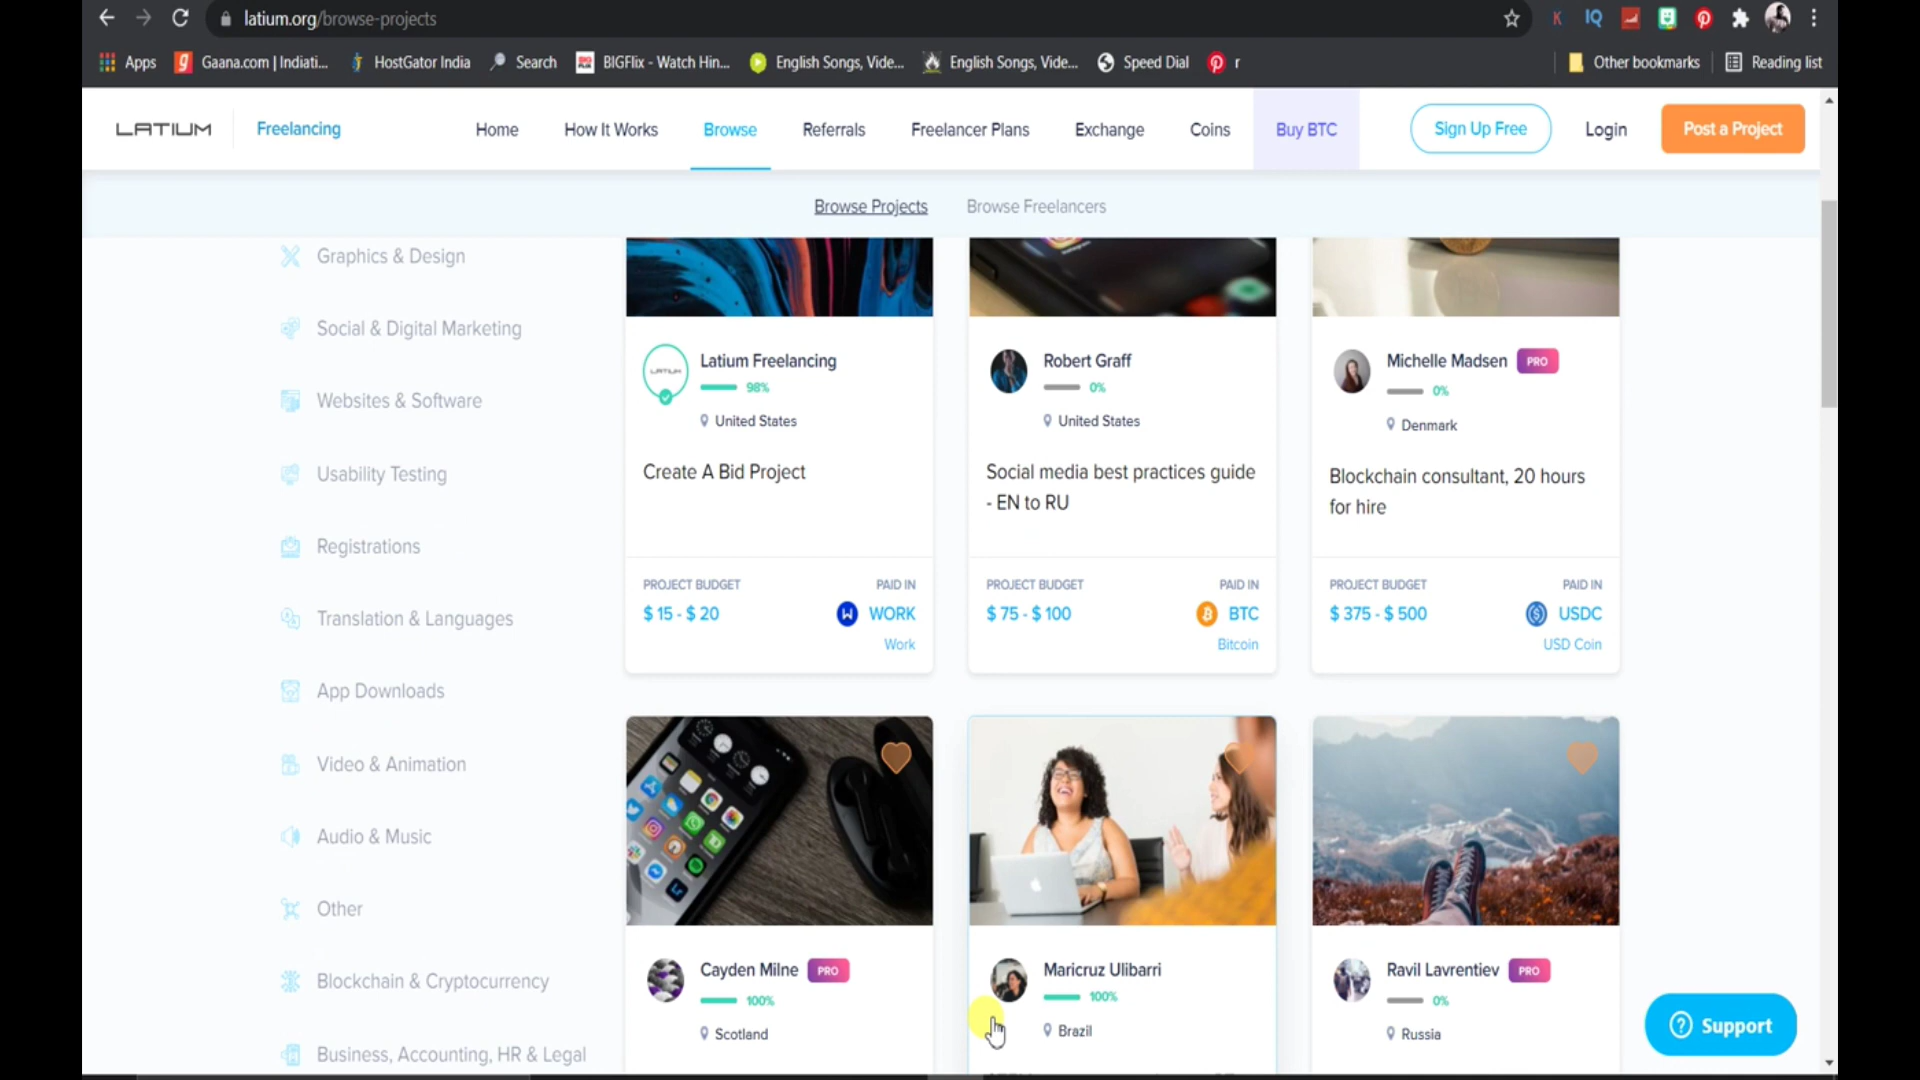 latium.org/browse-projects
IQ
Apps
Gaana.com | Indiati...
HostGator India
Search
BIGFlix - Watch Hin...
English Songs, Vide...
English Songs, Vide...
Speed Dial
r
Other bookmarks
Reading list
LATIUM
Freelancing
Home
How It Works
Browse
Referrals
Freelancer Plans
Exchange
Coins
Buy BTC
Sign Up Free
Login
Post a Project
Browse Projects
Browse Freelancers
Graphics & Design
Social & Digital Marketing
Websites & Software
Usability Testing
Registrations
Translation & Languages
App Downloads
Video & Animation
Audio & Music
Other
Blockchain & Cryptocurrency
Business, Accounting, HR & Legal
Latium Freelancing
98%
United States
Create A Bid Project
PROJECT BUDGET
PAID IN
$ 15 - $ 20
WORK
Work
Robert Graff
0%
United States
Social media best practices guide
- EN to RU
PROJECT BUDGET
PAID IN
$ 75 - $ 100
BTC
Bitcoin
Michelle Madsen
PRO
0%
Denmark
Blockchain consultant, 20 hours
for hire
PROJECT BUDGET
PAID IN
$ 375 - $ 500
USDC
USD Coin
Cayden Milne
PRO
100%
Scotland
Maricruz Ulibarri
100%
Brazil
Ravil Lavrentiev
PRO
0%
Russia
Support